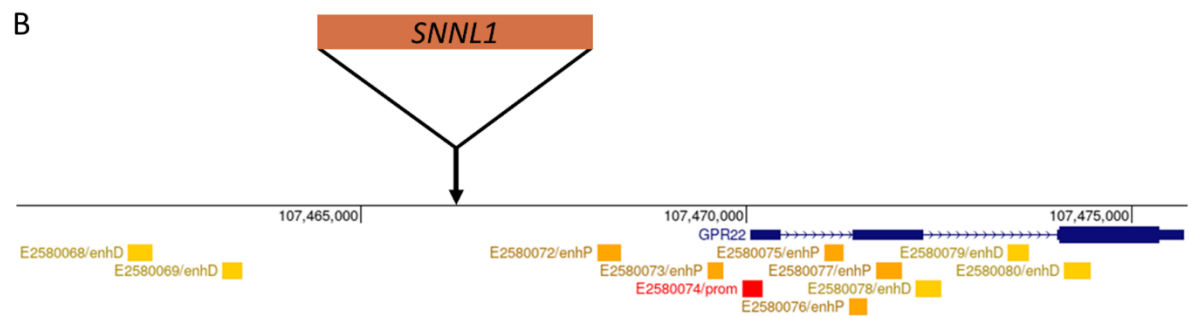 B
SNNL1
107,465,000
107,470,000
107,475,000
GPR22
E2580068/enhD
E2580072/enhP
E2580075/enhP
E2580079/enhD
E2580069/enhD
E2580073/enhP
E2580077/enhP
E2580080/enhD
E2580074/prom
E2580078/enhD
E2580076/enhP